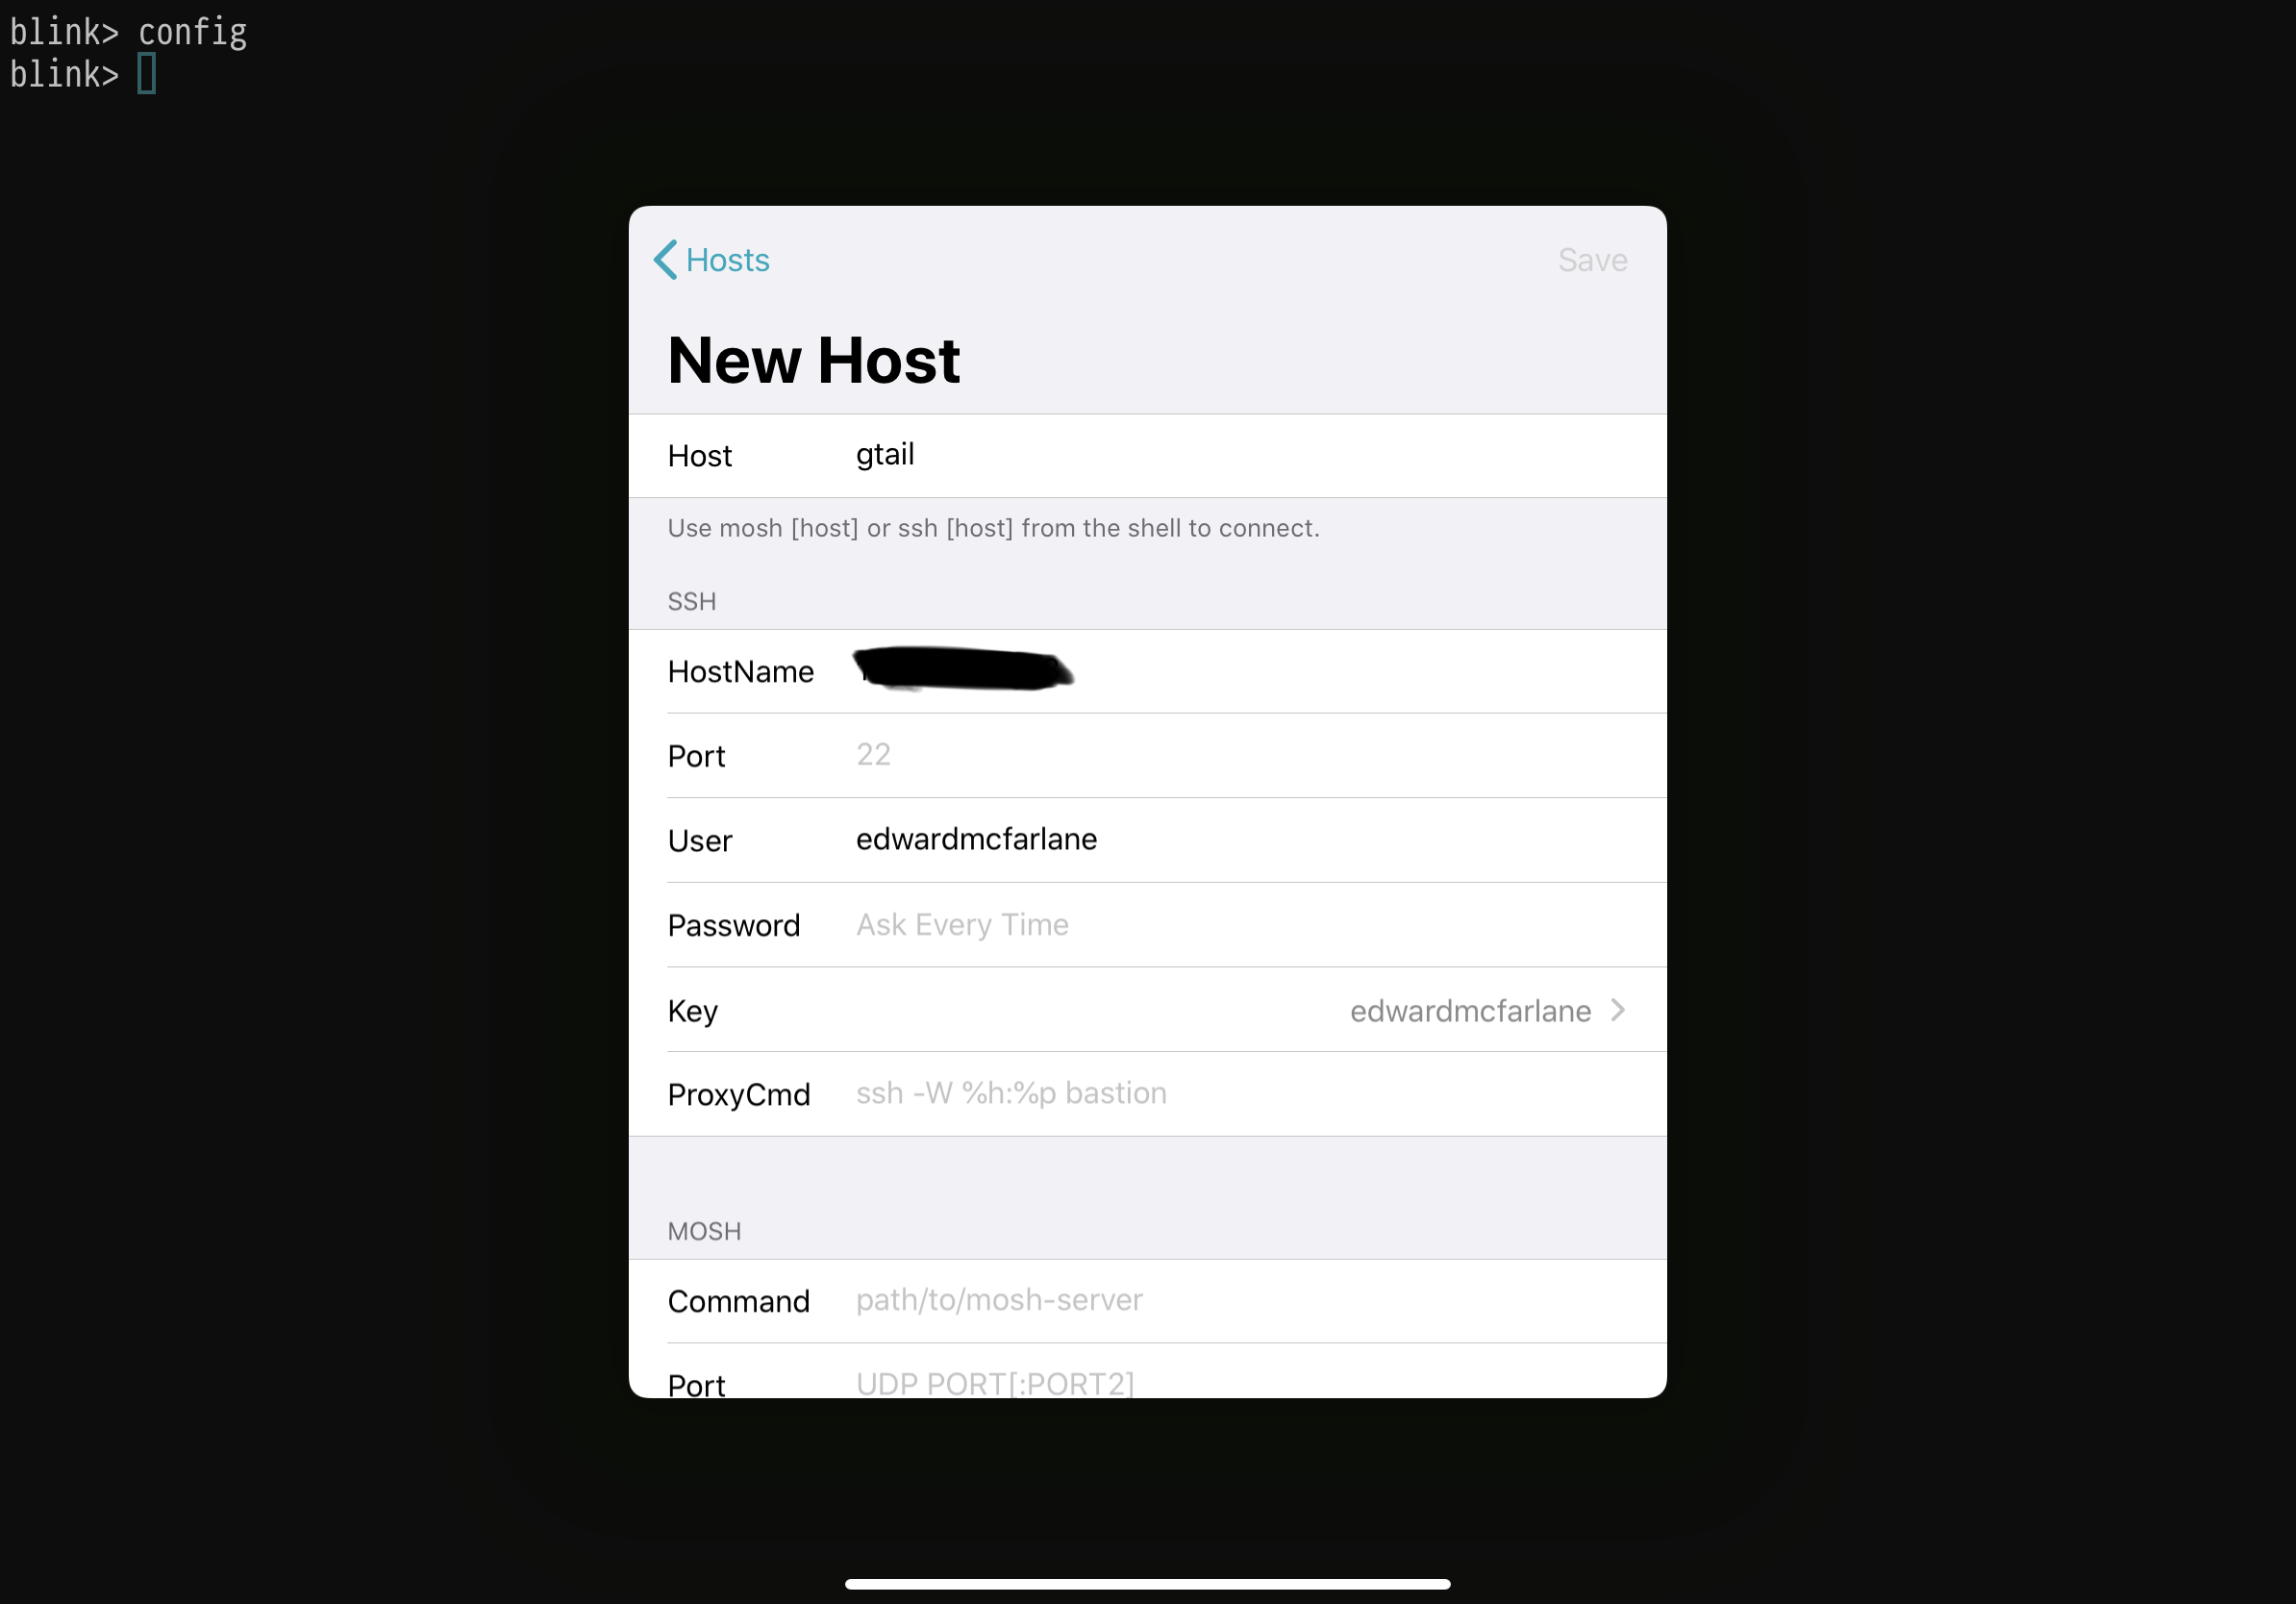 blink> config
blink>
Hosts Save
New Host
Host gtail
Use mosh [host] or ssh [host] from the shell to connect.
SSH
HostName
Port 22
User edwardmcfarlane
Password Ask Every Time
Key edwardmcfarlane
ProxyCmd ssh -W %h:%p bastion
MOSH
Command path/to/mosh-server
Port UDP PORT[:PORT2]